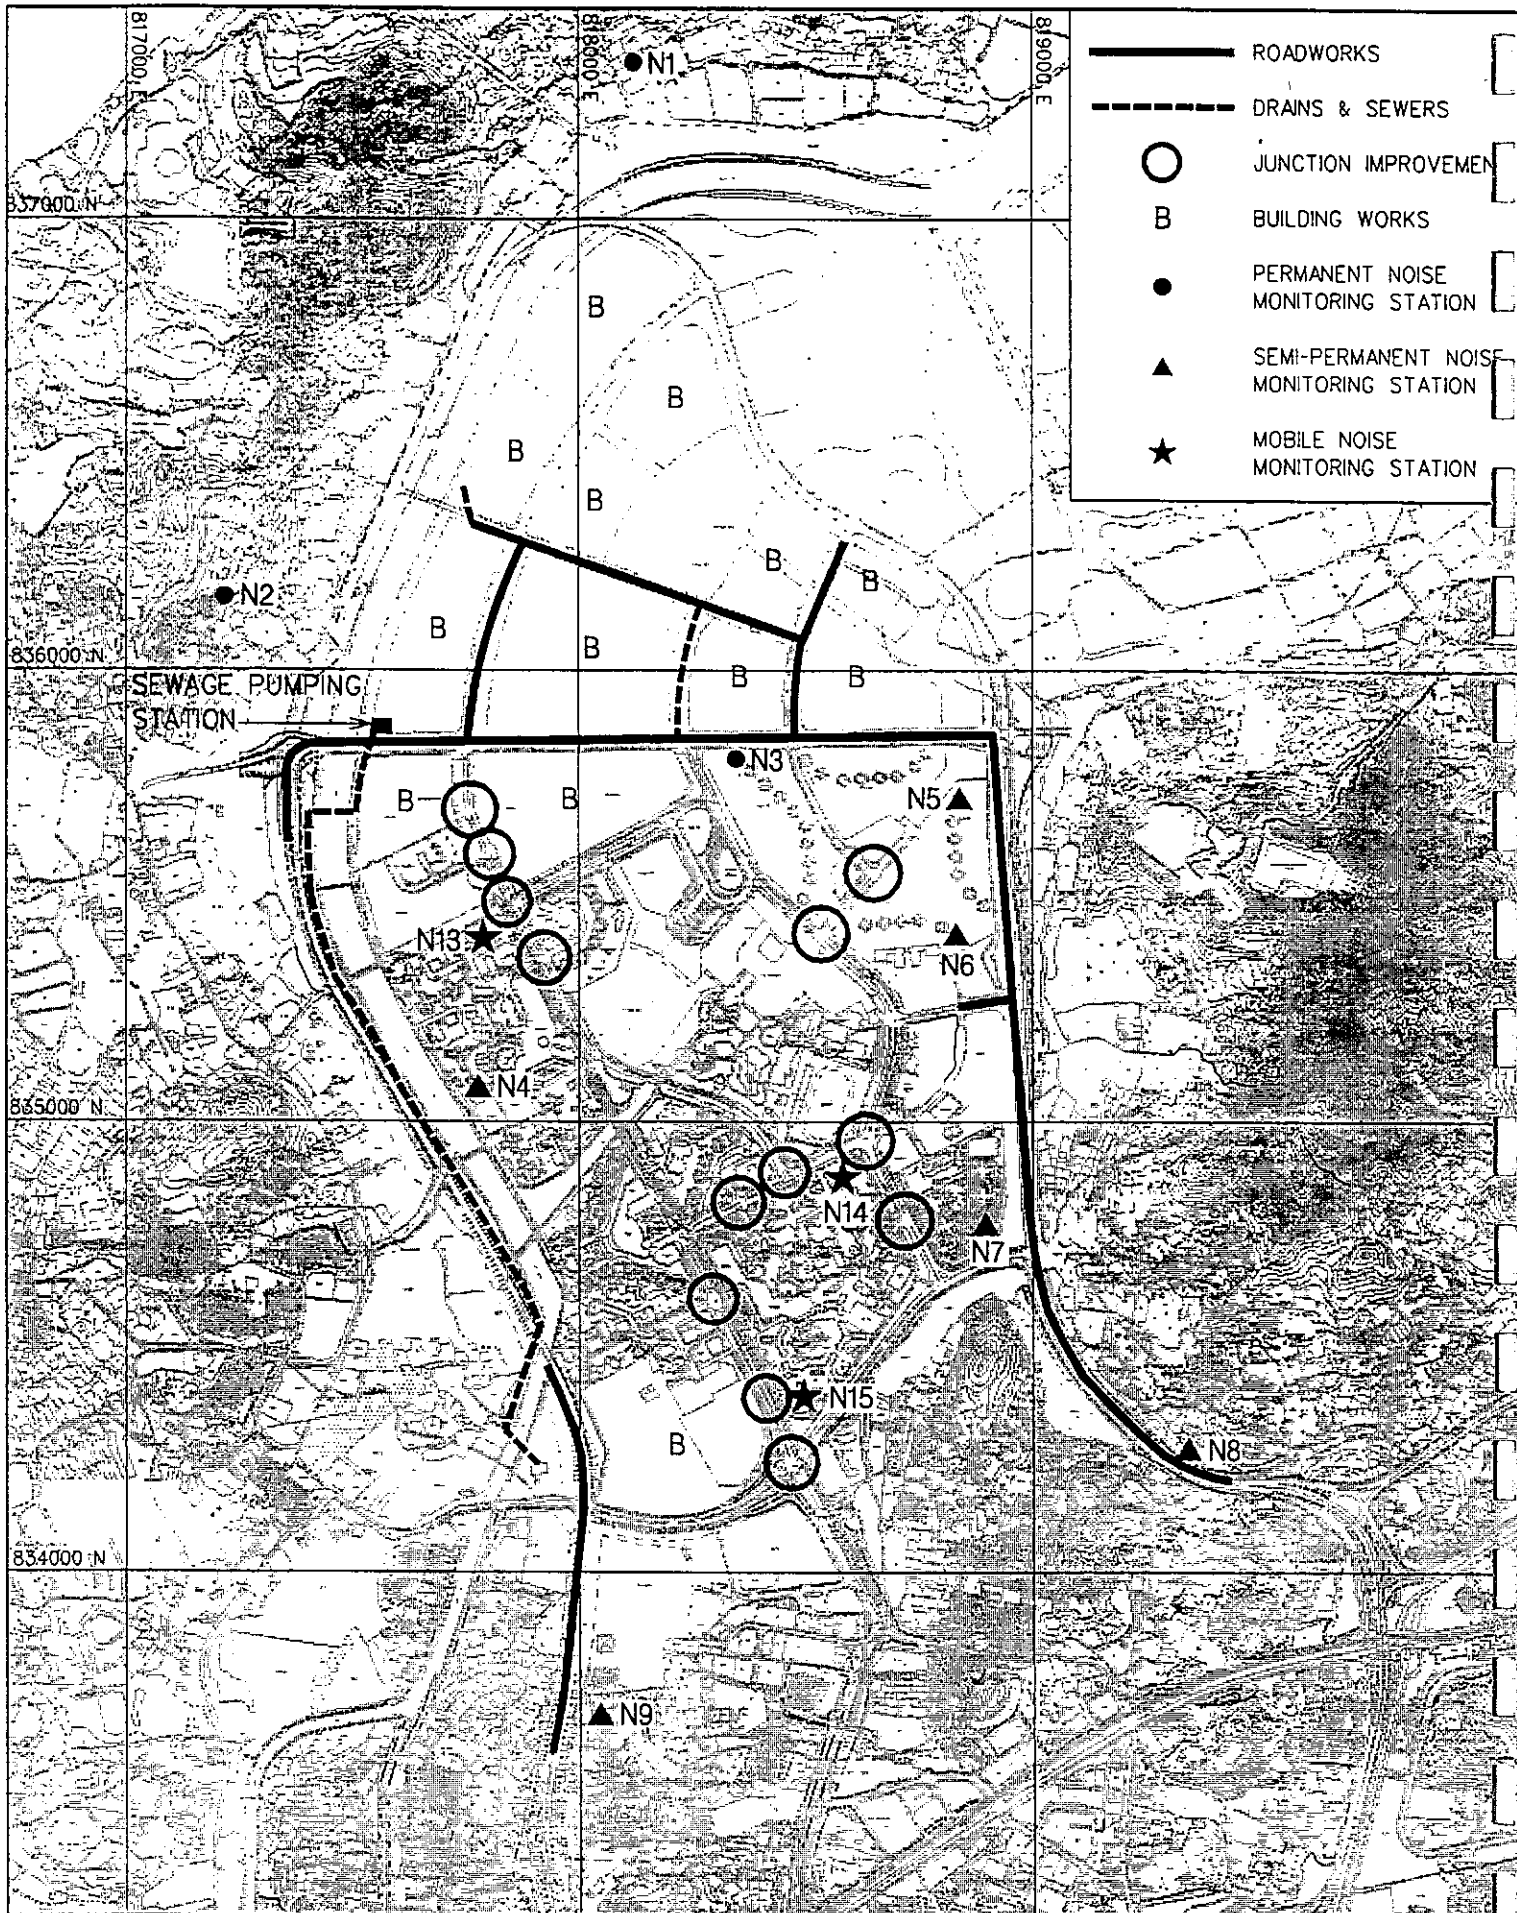 817000 E
818000 E
819000 E
N1
ROADWORKS
DRAINS & SEWERS
JUNCTION IMPROVEMEN
B
BUILDING WORKS
PERMANENT NOISE
MONITORING STATION
SEMI-PERMANENT NOISE
MONITORING STATION
MOBILE NOISE
MONITORING STATION
837000 N
B
B
B
B
B
B
N2
B
B
836000 N
B
B
SEWAGE PUMPING
STATION
N3
B
B
N5
N13
N6
N4
835000 N
N14
N7
N15
B
N8
834000 N
N9